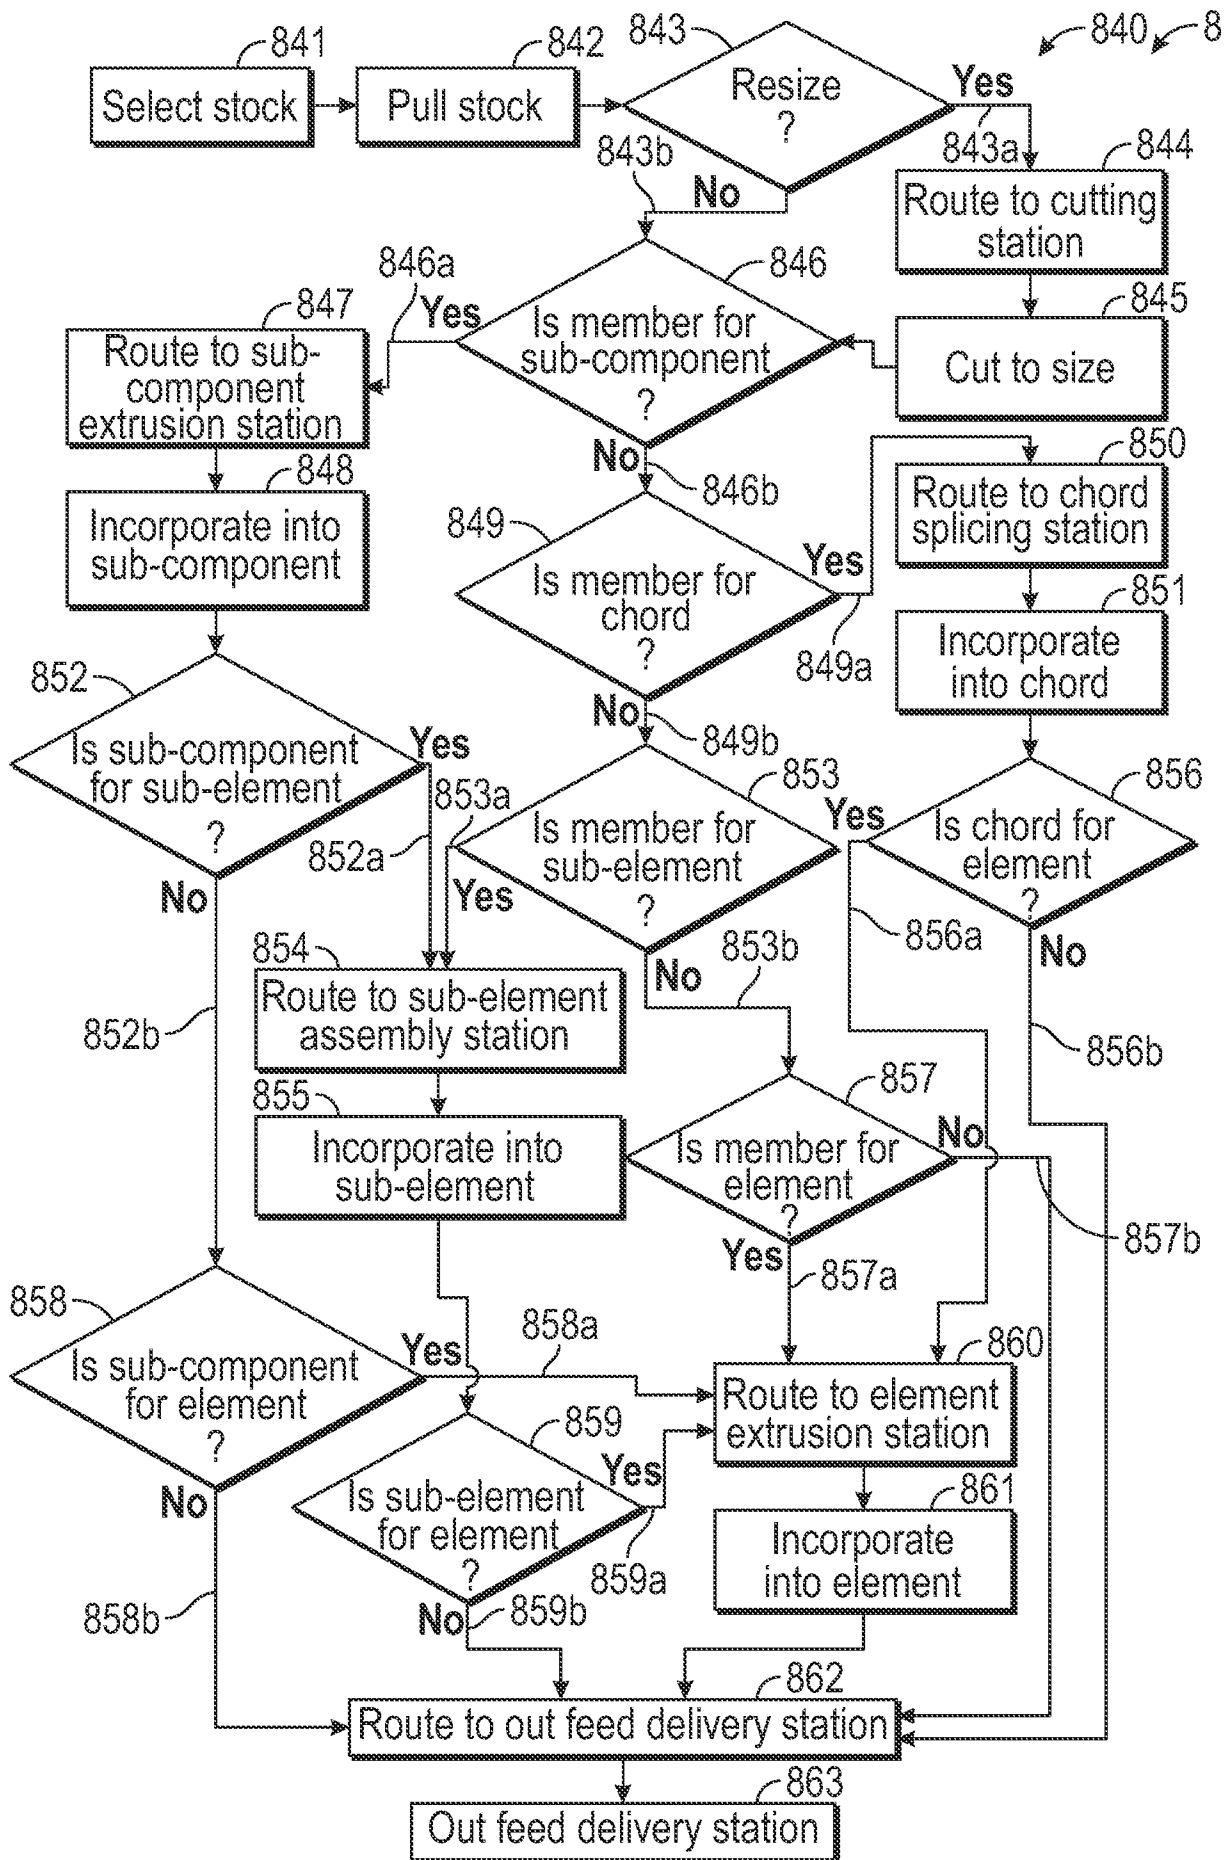 841
842
843
840
8
Select stock
Pull stock
Resize
?
Yes
843a
843b
No
844
Route to cutting
station
846a
846
845
Yes
847
Is member for
sub-component
?
Cut to size
Route to sub-
component
extrusion station
No
846b
848
850
Incorporate into
sub-component
849
Yes
Route to chord
splicing station
Is member for
chord
?
849a
851
Incorporate
into chord
852
No
849b
Is sub-component
for sub-element
?
Yes
852a
853a
853
Is member for
sub-element
?
Yes
Yes
856
Is chord for
element
?
No
856a
No
854
No
853b
852b
Route to sub-element
assembly station
856b
855
857
Incorporate into
sub-element
Is member for
element
?
No
857b
Yes
857a
858
858a
860
Is sub-component
for element
?
Yes
Route to element
extrusion station
859
Yes
No
Is sub-element
for element
?
859a
861
Incorporate
into element
858b
No
859b
862
Route to out feed delivery station
863
Out feed delivery station